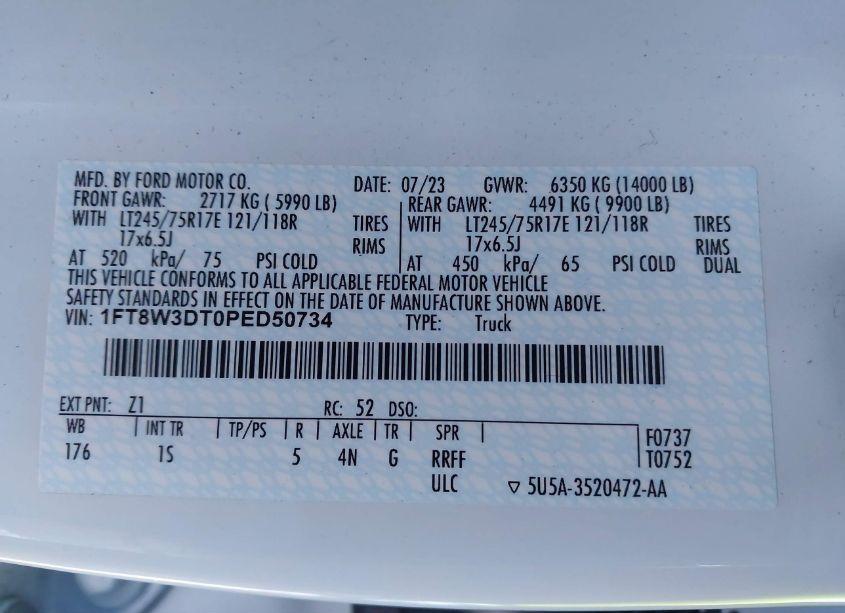 MFD. BY FORD MOTOR CO. DATE: 07/23 GVWR: 6350 KG (14000 LB)
FRONT GAWR: 2717 KG ( 5990 LB) REAR GAWR: 4491 KG ( 9900 LB)
WITH LT245/75R17E 121/118R TIRES WITH LT245/75R17E 121/118R TIRES
17x6.5J RIMS 17x6.5J RIMS
AT 520 kPa/ 75 PSI COLD AT 450 kPa/ 65 PSI COLD DUAL
THIS VEHICLE CONFORMS TO ALL APPLICABLE FEDERAL MOTOR VEHICLE
SAFETY STANDARDS IN EFFECT ON THE DATE OF MANUFACTURE SHOWN ABOVE.
VIN: 1FT8W3DT0PED50734 TYPE: Truck
EXT PNT: Z1 RC: 52 DSO:
WB | INT TR | TP/PS | R | AXLE | TR | SPR | F0737
176 1S 5 4N G RRFF T0752
ULC ▽ 5U5A-3520472-AA